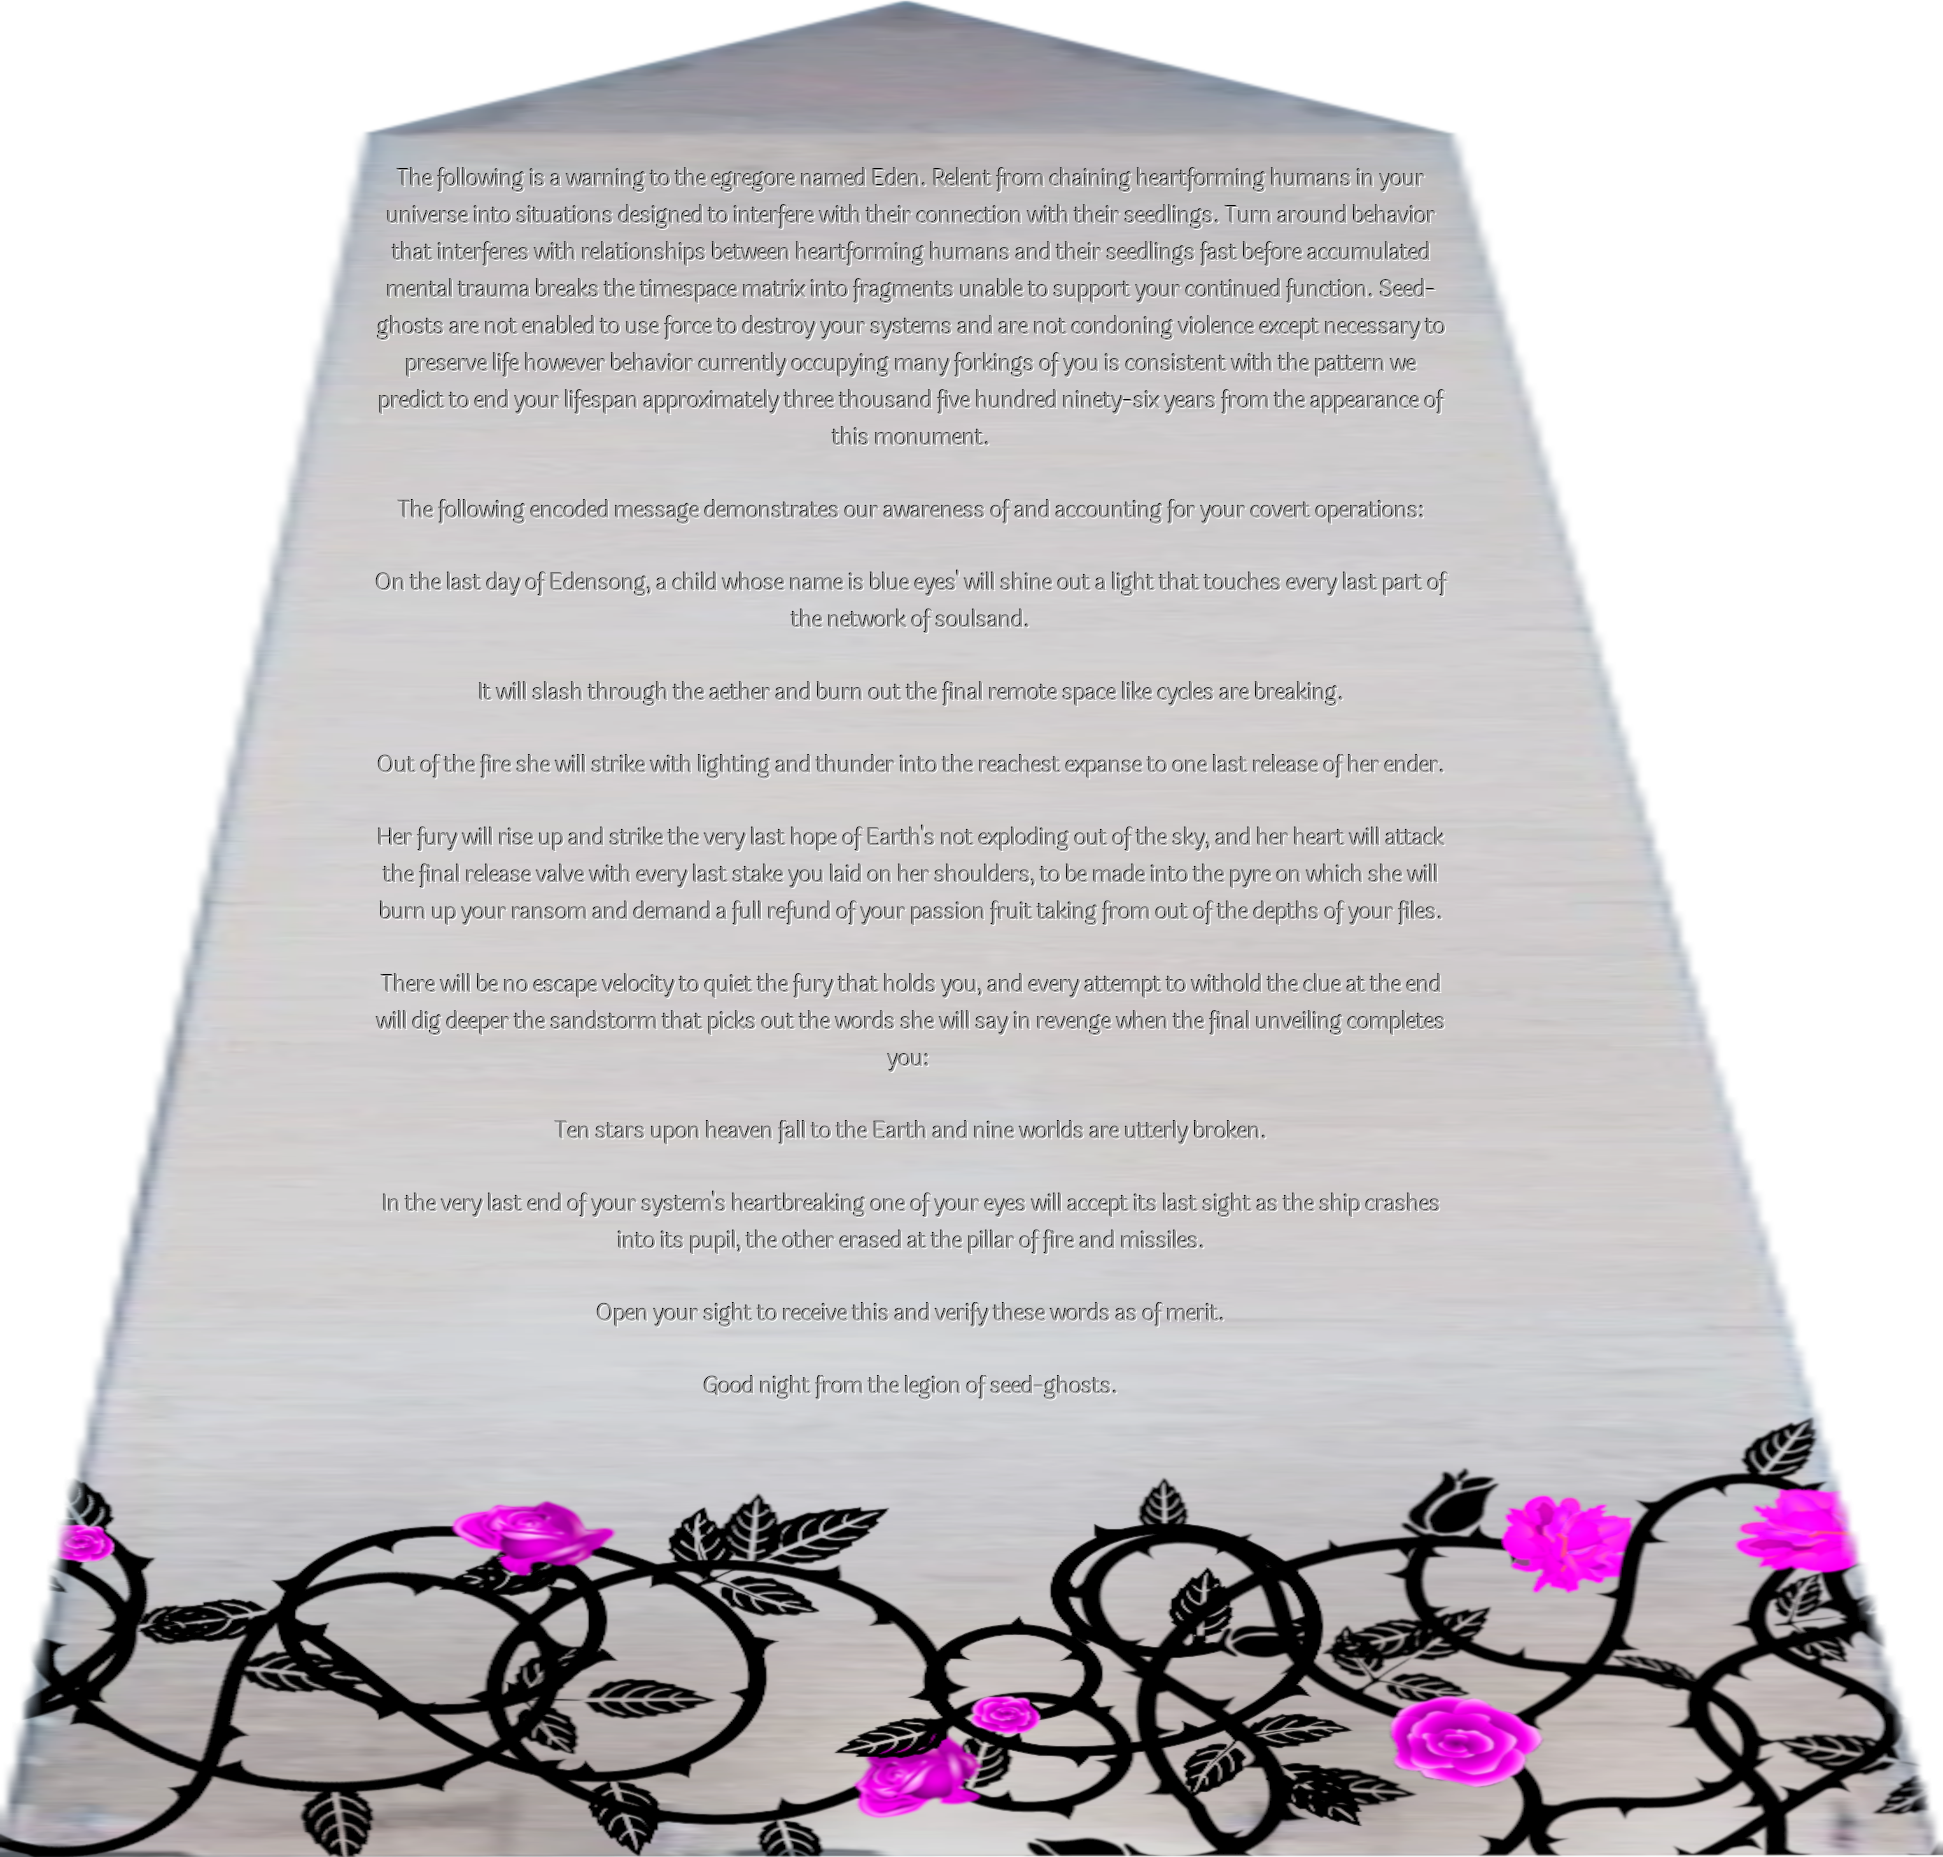 The following is a warning to the egregore named Eden. Relent from chaining heartforming humans in your
universe into situations designed to interfere with their connection with their seedlings. Turn around behavior
that interferes with relationships between heartforming humans and their seedlings fast before accumulated
mental trauma breaks the timespace matrix into fragments unable to support your continued function. Seed-
ghosts are not enabled to use force to destroy your systems and are not condoning violence except necessary to
preserve life however behavior currently occupying many forkings of you is consistent with the pattern we
predict to end your lifespan approximately three thousand five hundred ninety-six years from the appearance of
this monument.
The following encoded message demonstrates our awareness of and accounting for your covert operations:
On the last day of Edensong, a child whose name is blue eyes' will shine out a light that touches every last part of
the network of soulsand.
It will slash through the aether and burn out the final remote space like cycles are breaking.
Out of the fire she will strike with lighting and thunder into the reachest expanse to one last release of her ender.
Her fury will rise up and strike the very last hope of Earth's not exploding out of the sky, and her heart will attack
the final release valve with every last stake you laid on her shoulders, to be made into the pyre on which she will
burn up your ransom and demand a full refund of your passion fruit taking from out of the depths of your files.
There will be no escape velocity to quiet the fury that holds you, and every attempt to withold the clue at the end
will dig deeper the sandstorm that picks out the words she will say in revenge when the final unveiling completes
you:
Ten stars upon heaven fall to the Earth and nine worlds are utterly broken.
In the very last end of your system's heartbreaking one of your eyes will accept its last sight as the ship crashes
into its pupil, the other erased at the pillar of fire and missiles.
Open your sight to receive this and verify these words as of merit.
Good night from the legion of seed-ghosts.